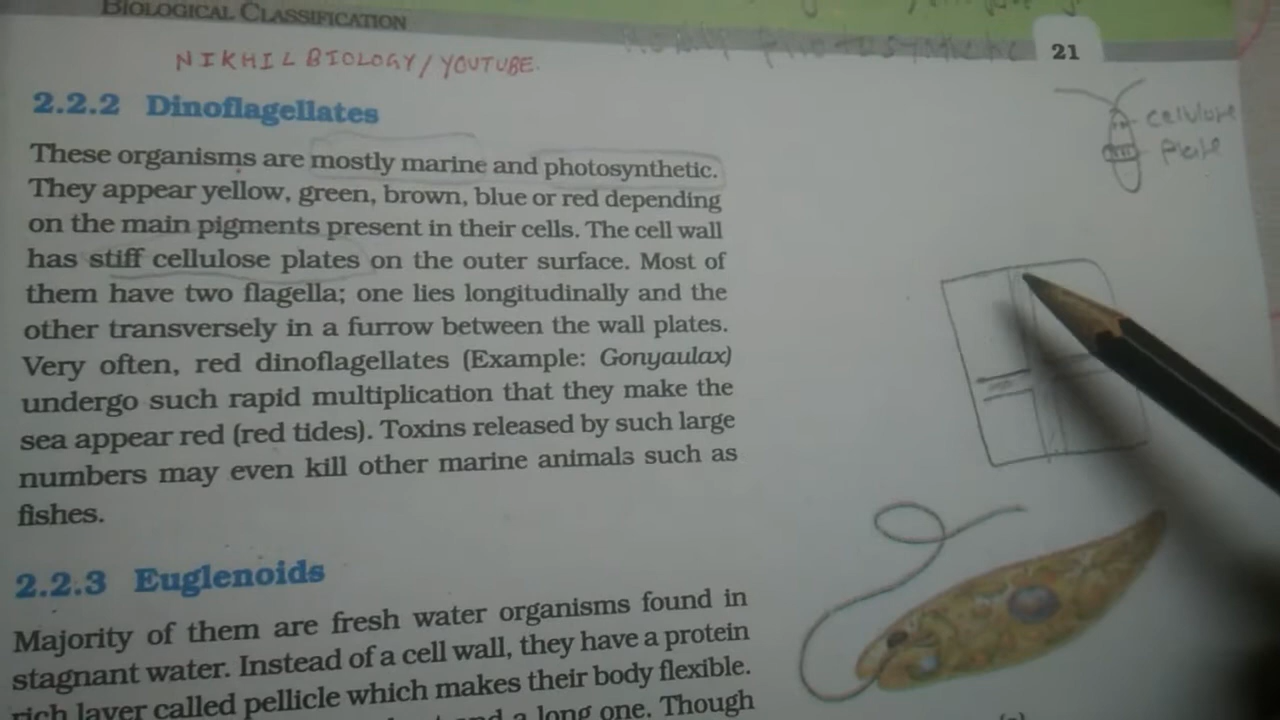 BIOLOGICAL CLASSIFICATION
21
NIKHIL BIOLOGY/YOUTUBE.
2.2.2 Dinoflagellates
These organisms are mostly marine and photosynthetic.
They appear yellow, green, brown, blue or red depending
on the main pigments present in their cells. The cell wall
has stiff cellulose plates on the outer surface. Most of
them have two flagella; one lies longitudinally and the
other transversely in a furrow between the wall plates.
Very often, red dinoflagellates (Example: Gonyaulax)
undergo such rapid multiplication that they make the
sea appear red (red tides). Toxins released by such large
numbers may even kill other marine animals such as
fishes.
2.2.3 Euglenoids
Majority of them are fresh water organisms found in
stagnant water. Instead of a cell wall, they have a protein
rich layer called pellicle which makes their body flexible.
and a long one. Though
cellulose
Plate